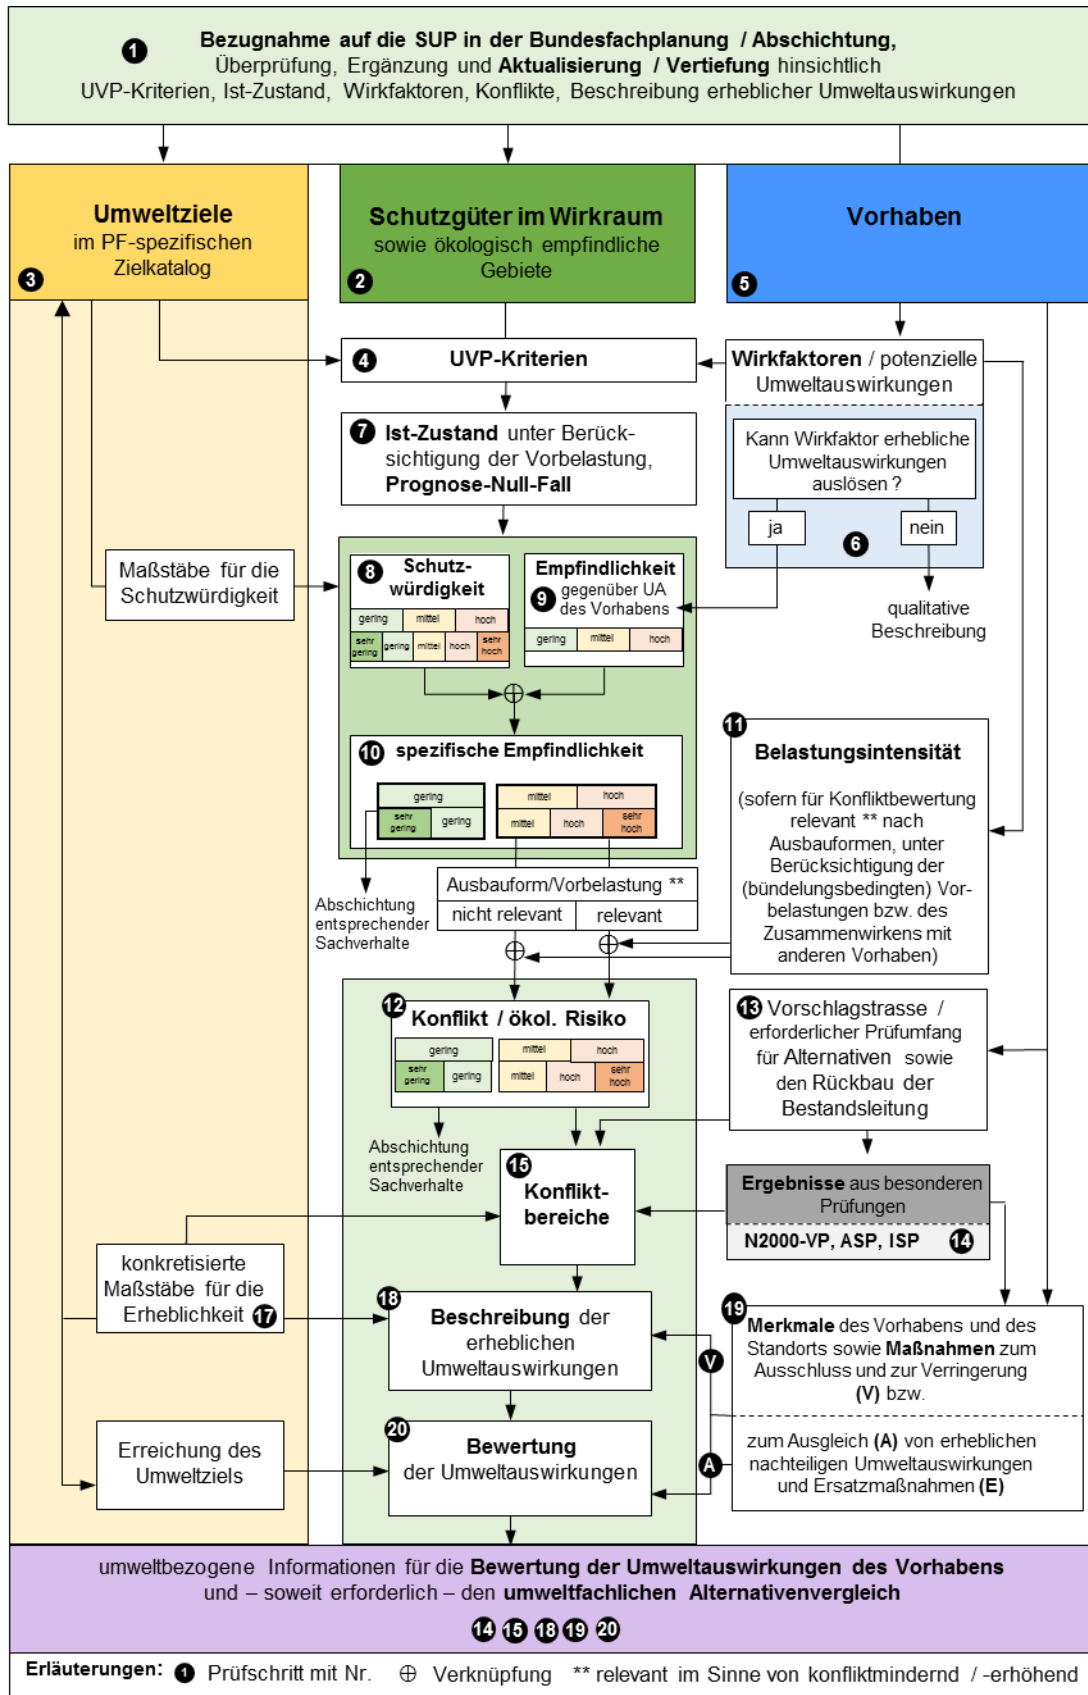 1 Bezugnahme auf die SUP in der Bundesfachplanung / Abschichtung,
Überprüfung, Ergänzung und Aktualisierung / Vertiefung hinsichtlich
UVP-Kriterien, Ist-Zustand, Wirkfaktoren, Konflikte, Beschreibung erheblicher Umweltauswirkungen
Umweltziele
im PF-spezifischen
Zielkatalog
3
Schutzgüter im Wirkraum
sowie ökologisch empfindliche
Gebiete
2
Vorhaben
5
4 UVP-Kriterien
Wirkfaktoren / potenzielle
Umweltauswirkungen
7 Ist-Zustand unter Berück-
sichtigung der Vorbelastung,
Prognose-Null-Fall
Kann Wirkfaktor erhebliche
Umweltauswirkungen
auslösen ?
ja
nein
6
qualitative
Beschreibung
Maßstäbe für die
Schutzwürdigkeit
8 Schutz-
würdigkeit
gering mittel hoch
sehr gering
gering mittel hoch
sehr hoch
Empfindlichkeit
9 gegenüber UA
des Vorhabens
gering mittel hoch
10 spezifische Empfindlichkeit
gering
sehr gering
gering
mittel hoch
mittel hoch
sehr hoch
11
Belastungsintensität
(sofern für Konfliktbewertung
relevant ** nach
Ausbauformen, unter
Berücksichtigung der
(bündelungsbedingten) Vor-
belastungen bzw. des
Zusammenwirkens mit
anderen Vorhaben)
Abschichtung
entsprechender
Sachverhalte
Ausbauform/Vorbelastung **
nicht relevant
relevant
12 Konflikt / ökol. Risiko
gering
sehr gering
gering
mittel hoch
mittel hoch
sehr hoch
13 Vorschlagstrasse /
erforderlicher Prüfumfang
für Alternativen sowie
den Rückbau der
Bestandsleitung
Abschichtung
entsprechender
Sachverhalte
15
Konflikt-
bereiche
Ergebnisse aus besonderen
Prüfungen
N2000-VP, ASP, ISP 14
konkretisierte
Maßstäbe für die
Erheblichkeit 17
18
Beschreibung der
erheblichen
Umweltauswirkungen
V
19
Merkmale des Vorhabens und des
Standorts sowie Maßnahmen zum
Ausschluss und zur Verringerung
(V) bzw.
zum Ausgleich (A) von erheblichen
nachteiligen Umweltauswirkungen
und Ersatzmaßnahmen (E)
A
Erreichung des
Umweltziels
20
Bewertung
der Umweltauswirkungen
umweltbezogene Informationen für die Bewertung der Umweltauswirkungen des Vorhabens
und – soweit erforderlich – den umweltfachlichen Alternativenvergleich
14 15 18 19 20
Erläuterungen: 1 Prüfschritt mit Nr. ⊕ Verknüpfung ** relevant im Sinne von konfliktmindernd / -erhöhend